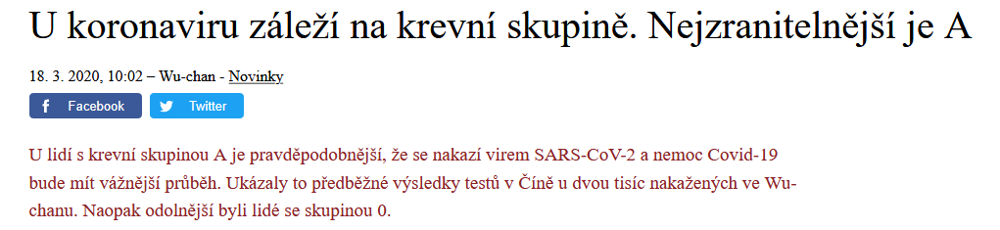 U koronaviru záleží na krevní skupině. Nejzranitelnější je A
18. 3. 2020, 10:02 – Wu-chan - Novinky
Facebook Twitter
U lidí s krevní skupinou A je pravděpodobnější, že se nakazí virem SARS-CoV-2 a nemoc Covid-19
bude mít vážnější průběh. Ukázaly to předběžné výsledky testů v Číně u dvou tisíc nakažených ve Wu-
chanu. Naopak odolnější byli lidé se skupinou 0.